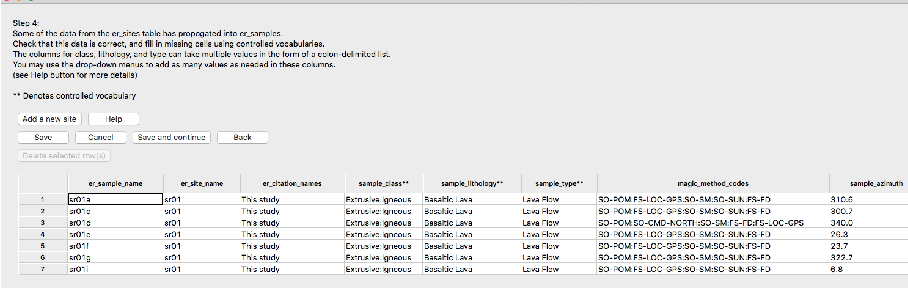 Step 4:
Some of the data from the er_sites table has propogated into er_samples.
Check that this data is correct, and fill in missing cells using controlled vocabularies.
The columns for class, lithology, and type can take multiple values in the form of a colon-delimited list.
You may use the drop-down menus to add as many values as needed in these columns.
(see Help button for more details)
** Denotes controlled vocabulary
Add a new site Help
Save Cancel Save and continue Back
Delete selected row(s)
er_sample_name er_site_name er_citation_names sample_class** sample_lithology** sample_type** magic_method_codes sample_azimuth
1 sr01a sr01 This study Extrusive:Igneous Basaltic Lava Lava Flow SO-POM:FS-LOC-GPS:SO-SM:SO-SUN:FS-FD 310.6
2 sr01c sr01 This study Extrusive:Igneous Basaltic Lava Lava Flow SO-POM:FS-LOC-GPS:SO-SM:SO-SUN:FS-FD 300.7
3 sr01d sr01 This study Extrusive:Igneous Basaltic Lava Lava Flow SO-POM:SO-CMD-NORTH:SO-SM:FS-FD:FS-LOC-GPS 340.0
4 sr01e sr01 This study Extrusive:Igneous Basaltic Lava Lava Flow SO-POM:FS-LOC-GPS:SO-SM:SO-SUN:FS-FD 26.3
5 sr01f sr01 This study Extrusive:Igneous Basaltic Lava Lava Flow SO-POM:FS-LOC-GPS:SO-SM:SO-SUN:FS-FD 23.7
6 sr01g sr01 This study Extrusive:Igneous Basaltic Lava Lava Flow SO-POM:FS-LOC-GPS:SO-SM:SO-SUN:FS-FD 322.7
7 sr01i sr01 This study Extrusive:Igneous Basaltic Lava Lava Flow SO-POM:FS-LOC-GPS:SO-SM:SO-SUN:FS-FD 6.8